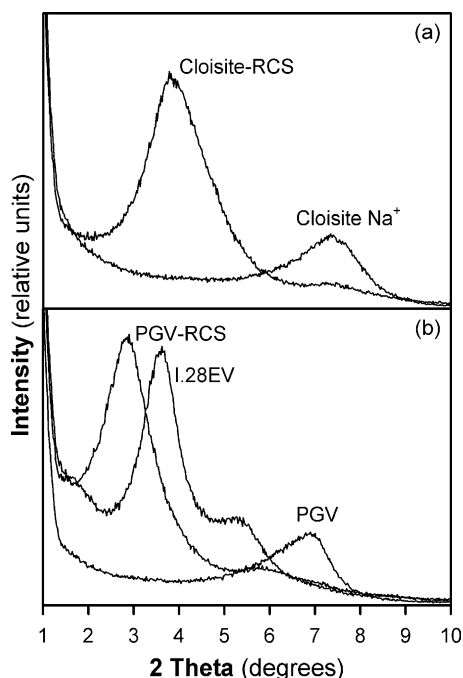 (a)
Cloisite-RCS
Cloisite Na⁺
Intensity (relative units)
(b)
PGV-RCS
I.28EV
PGV
1 2 3 4 5 6 7 8 9 10
2 Theta (degrees)